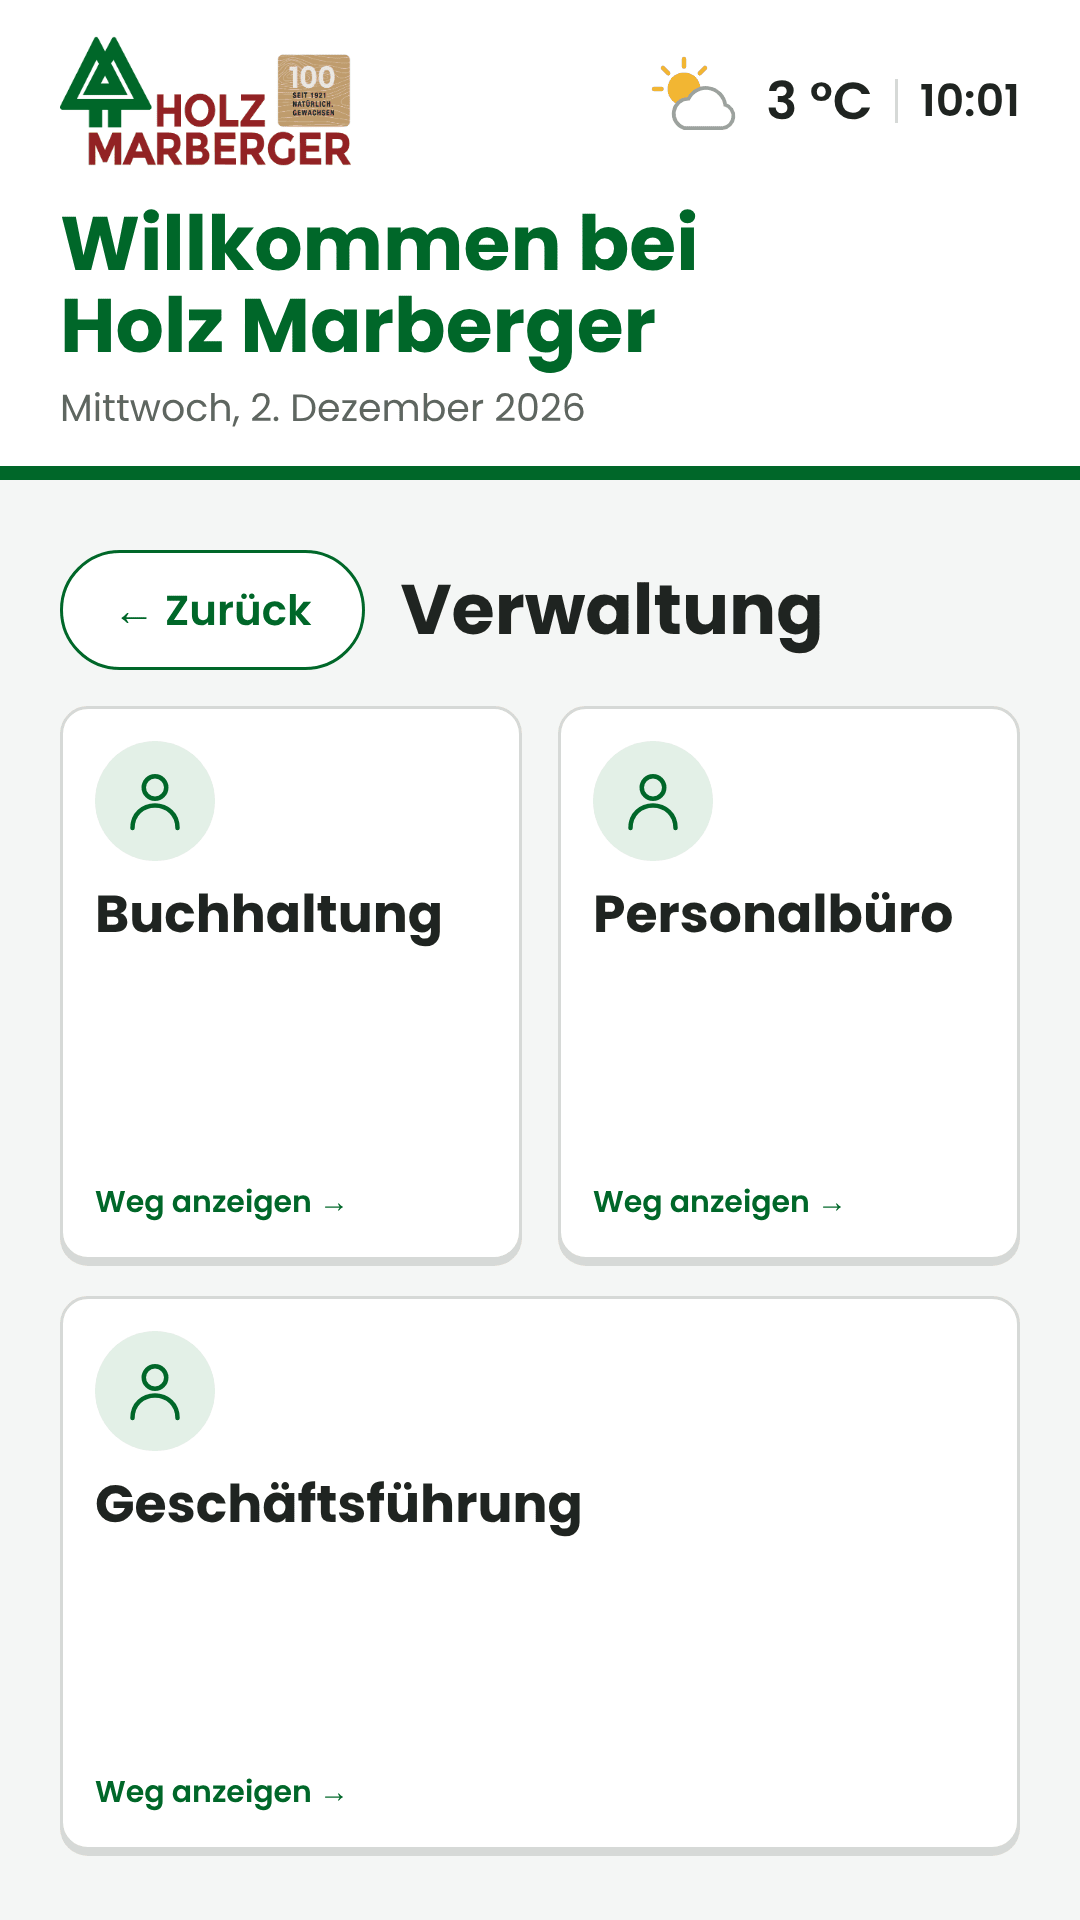 HOLZ
MARBERGER
100
SEIT 1921
NATÜRLICH.
GEWACHSEN
3 °C
10:01
Willkommen bei
Holz Marberger
Mittwoch, 2. Dezember 2026
← Zurück
Verwaltung
Buchhaltung
Weg anzeigen →
Personalbüro
Weg anzeigen →
Geschäftsführung
Weg anzeigen →